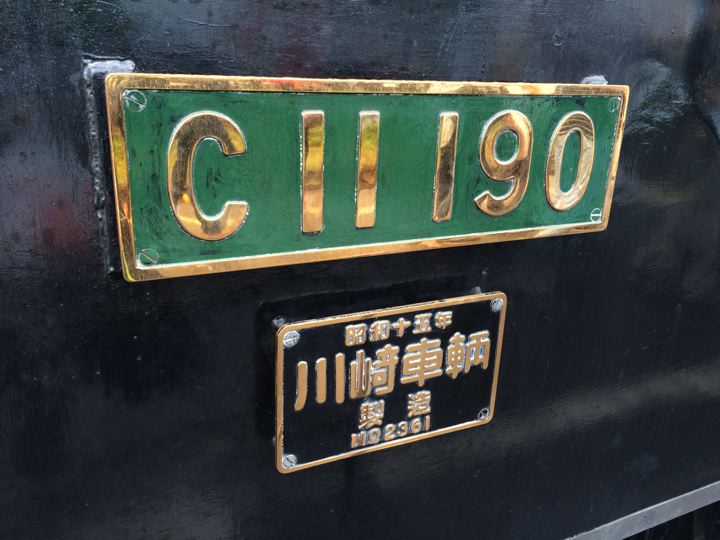 C11 190
昭和十五年
川崎車輌
製造
NO2361